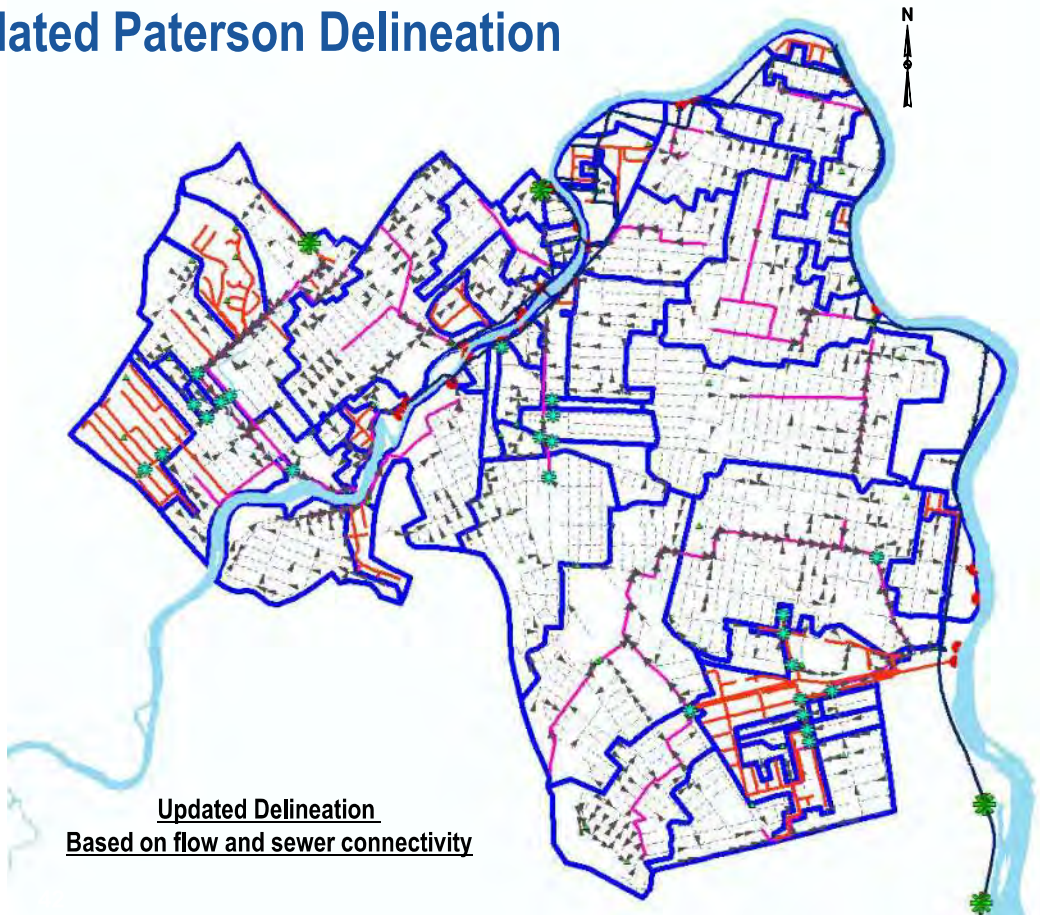 lated Paterson Delineation
N
Updated Delineation
Based on flow and sewer connectivity